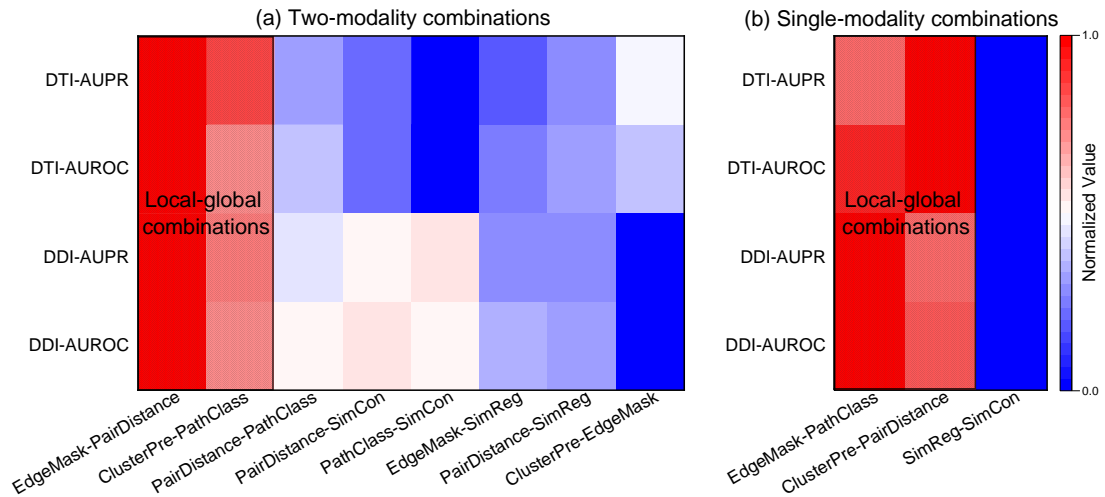 (a) Two-modality combinations
(b) Single-modality combinations
DTI-AUPR
DTI-AUROC
DDI-AUPR
DDI-AUROC
Local-global
combinations
EdgeMask-PairDistance
ClusterPre-PathClass
PairDistance-PathClass
PairDistance-SimCon
PathClass-SimCon
EdgeMask-SimReg
PairDistance-SimReg
ClusterPre-EdgeMask
DTI-AUPR
DTI-AUROC
DDI-AUPR
DDI-AUROC
Local-global
combinations
EdgeMask-PathClass
ClusterPre-PairDistance
SimReg-SimCon
1.0
Normalized Value
0.0